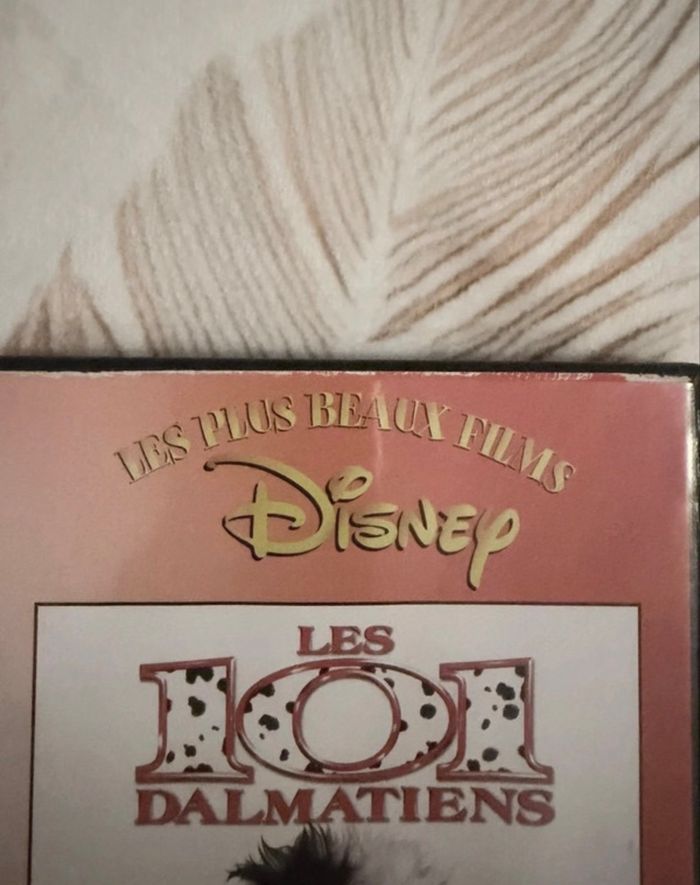 LES PLUS BEAUX FILMS
DISNEY
LES
101
DALMATIENS